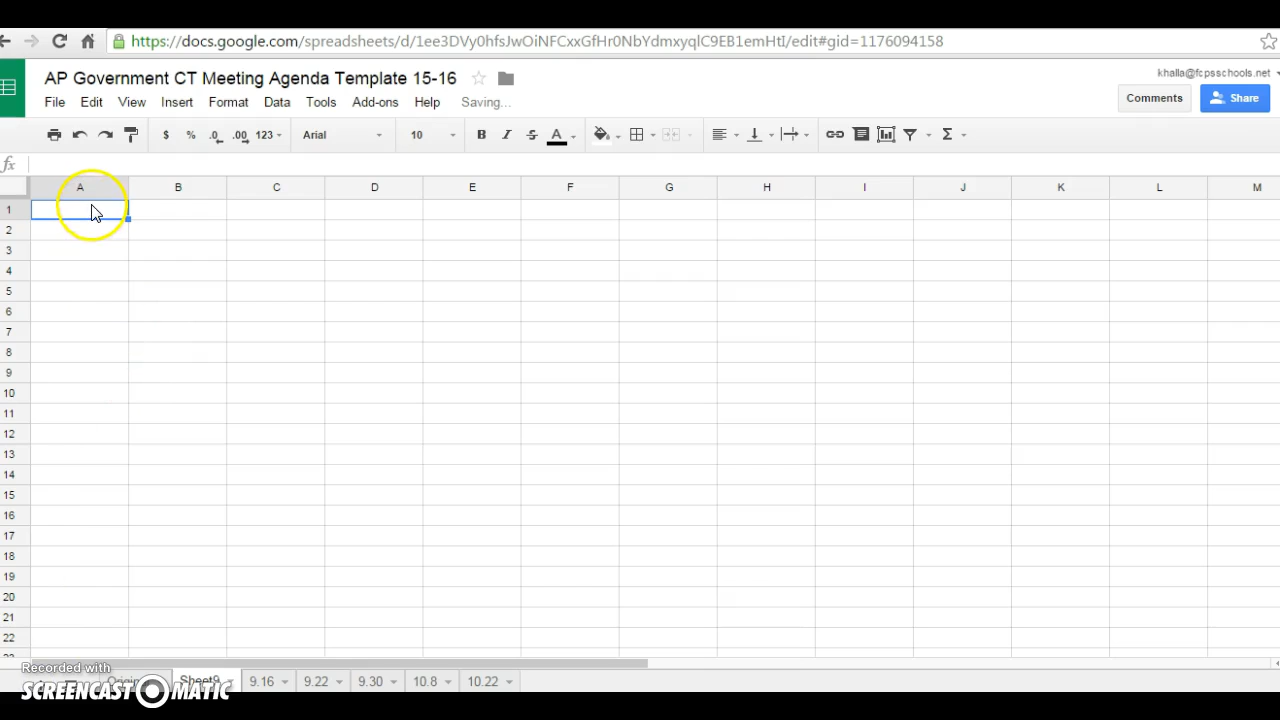 https://docs.google.com/spreadsheets/d/1ee3DVy0hfsJwOiNFCxxGfHr0NbYdmxyqlC9EB1emHtI/edit#gid=1176094158
AP Government CT Meeting Agenda Template 15-16
khalla@fcpsschools.net
File Edit View Insert Format Data Tools Add-ons Help Saving...
Comments Share
$ % .0 .00 123 Arial 10 B I S A Σ
fx
A B C D E F G H I J K L M
1
2
3
4
5
6
7
8
9
10
11
12
13
14
15
16
17
18
19
20
21
22
Recorded with
SCREENCAST-O-MATIC
Sheet9 9.16 9.22 9.30 10.8 10.22